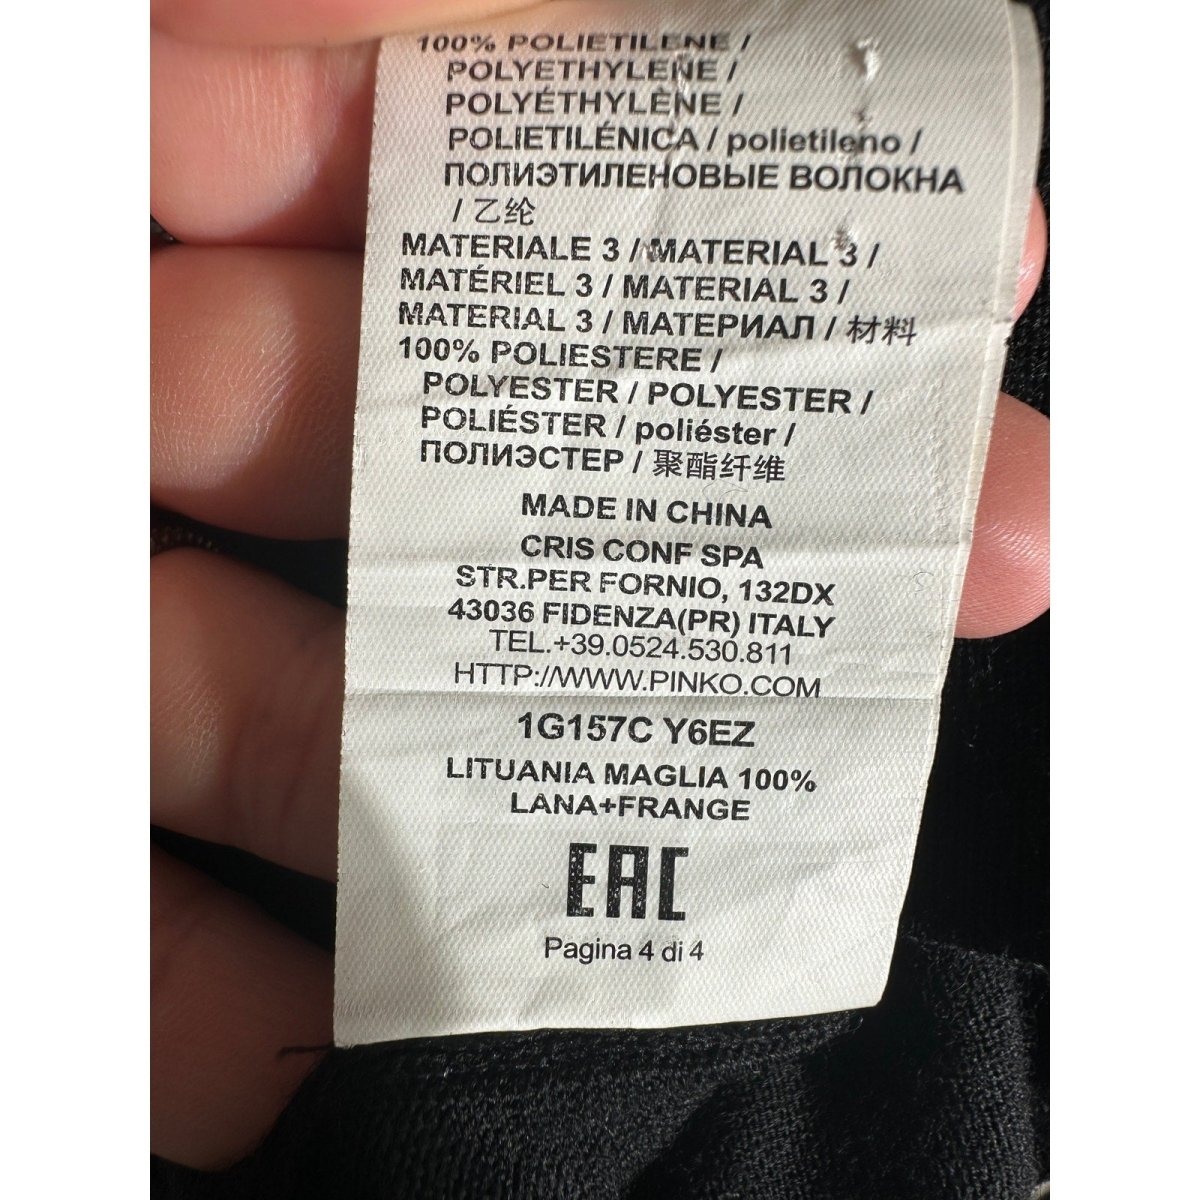 100% POLIETILENE /
POLYETHYLENE /
POLYÉTHYLÈNE /
POLIETILÉNICA / polietileno /
ПОЛИЭТИЛЕНОВЫЕ ВОЛОКНА
/ 乙纶
MATERIALE 3 / MATERIAL 3 /
MATÉRIEL 3 / MATERIAL 3 /
MATERIAL 3 / МАТЕРИАЛ / 材料
100% POLIESTERE /
POLYESTER / POLYESTER /
POLIÉSTER / poliéster /
ПОЛИЭСТЕР / 聚酯纤维
MADE IN CHINA
CRIS CONF SPA
STR.PER FORNIO, 132DX
43036 FIDENZA(PR) ITALY
TEL.+39.0524.530.811
HTTP://WWW.PINKO.COM
1G157C Y6EZ
LITUANIA MAGLIA 100%
LANA+FRANGE
EAC
Pagina 4 di 4